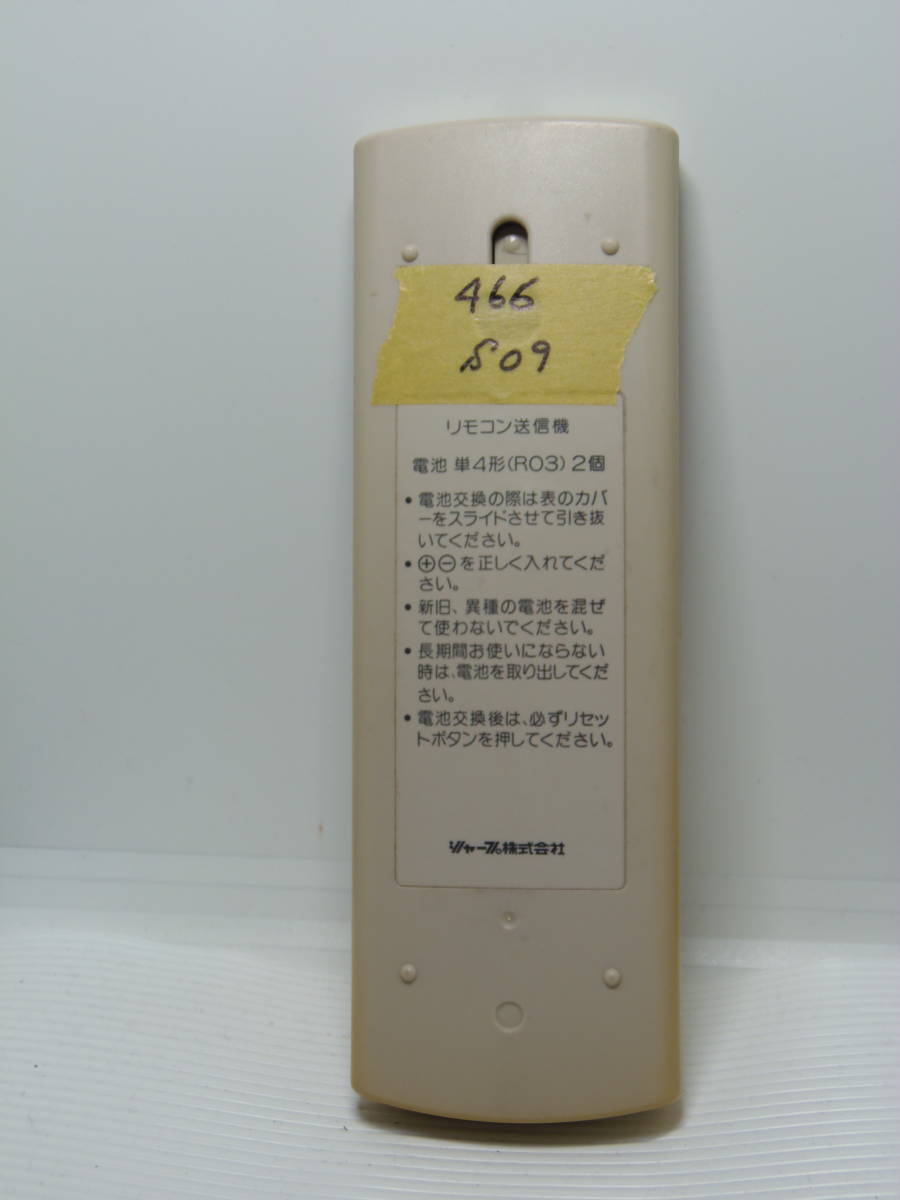 466
S09
リモコン送信機
電池 単4形(R03)2個
• 電池交換の際は表のカバ
ーをスライドさせて引き抜
いてください。
• ⊕⊖を正しく入れてくだ
さい。
• 新旧、異種の電池を混ぜ
て使わないでください。
• 長期間お使いにならない
時は、電池を取り出してくだ
さい。
• 電池交換後は、必ずリセッ
トボタンを押してください。
シャープ株式会社